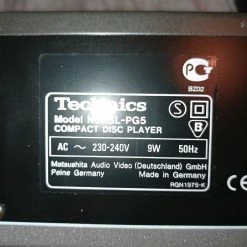 BZ02
Technics
Model SL-PG5
COMPACT DISC PLAYER
S
B
AC ~ 230-240V 9W 50Hz
Matsushita Audio Video (Deutschland) GmbH
Peine Germany Made in Germany
RGN1975-K